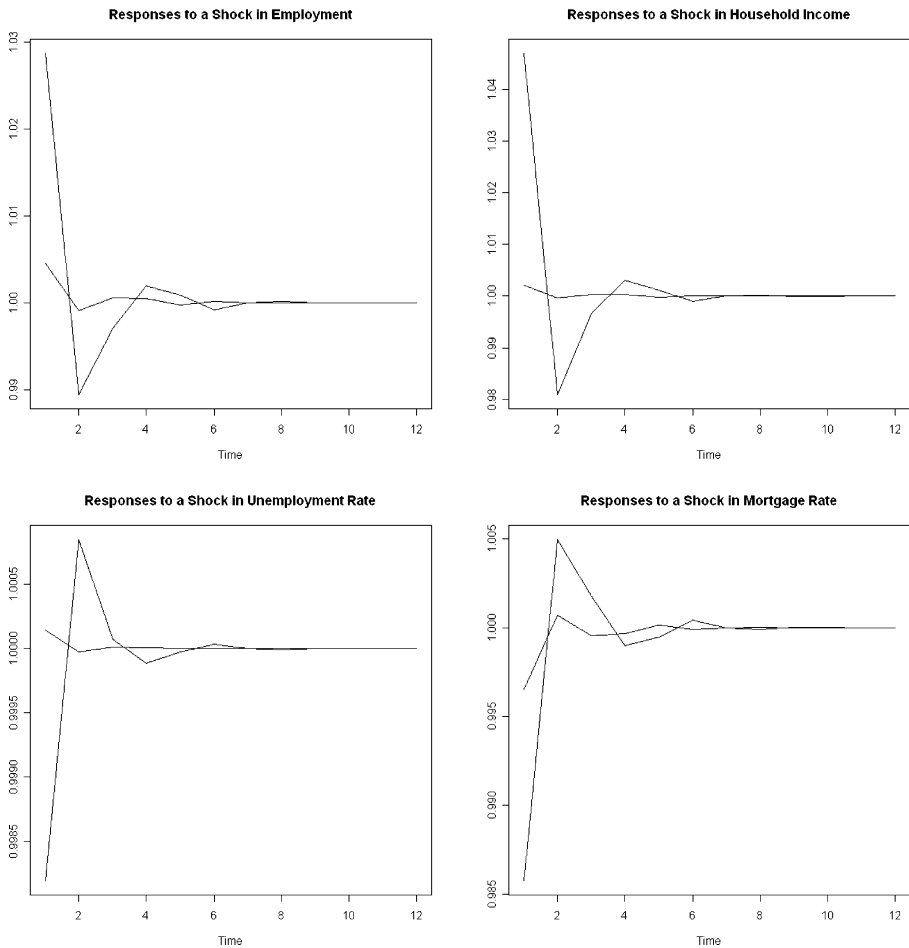 Responses to a Shock in Employment
1.03
1.02
1.01
1.00
0.99
2 4 6 8 10 12
Time
Responses to a Shock in Household Income
1.04
1.03
1.02
1.01
1.00
0.99
0.98
2 4 6 8 10 12
Time
Responses to a Shock in Unemployment Rate
1.0005
1.0000
0.9995
0.9990
0.9985
2 4 6 8 10 12
Time
Responses to a Shock in Mortgage Rate
1.005
1.000
0.995
0.990
0.985
2 4 6 8 10 12
Time